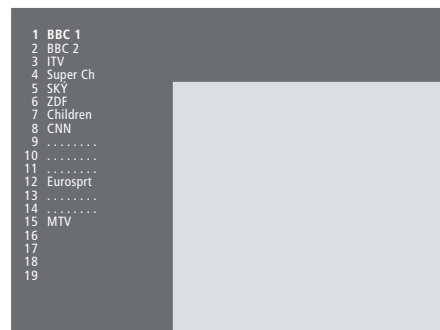 1 BBC 1
2 BBC 2
3 ITV
4 Super Ch
5 SKY
6 ZDF
7 Children
8 CNN
9 . . . . . . . .
10 . . . . . . . .
11 . . . . . . . .
12 Eurosprt
13 . . . . . . . .
14 . . . . . . . .
15 MTV
16
17
18
19